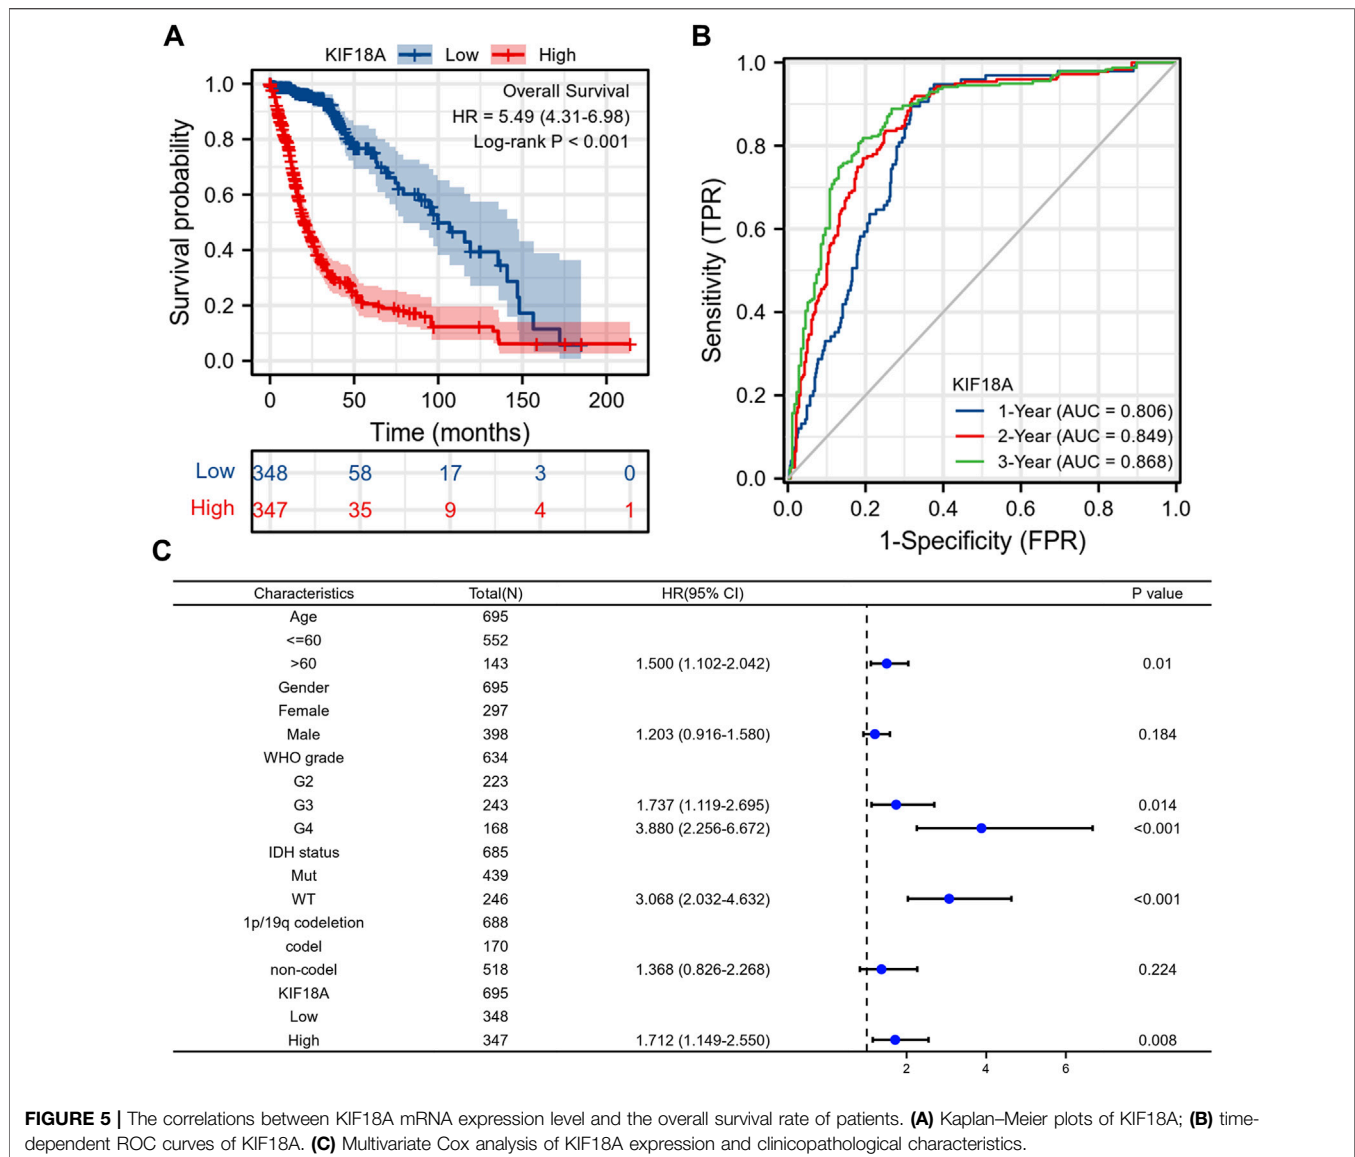 A
KIF18A Low High
Overall Survival
HR = 5.49 (4.31-6.98)
Log-rank P < 0.001
Survival probability
1.0
0.8
0.6
0.4
0.2
0.0
0 50 100 150 200
Time (months)
Low 348 58 17 3 0
High 347 35 9 4 1
B
Sensitivity (TPR)
1.0
0.8
0.6
0.4
0.2
0.0
KIF18A
1-Year (AUC = 0.806)
2-Year (AUC = 0.849)
3-Year (AUC = 0.868)
0.0 0.2 0.4 0.6 0.8 1.0
1-Specificity (FPR)
C
Characteristics Total(N) HR(95% CI) P value
Age 695
<=60 552
>60 143 1.500 (1.102-2.042) 0.01
Gender 695
Female 297
Male 398 1.203 (0.916-1.580) 0.184
WHO grade 634
G2 223
G3 243 1.737 (1.119-2.695) 0.014
G4 168 3.880 (2.256-6.672) <0.001
IDH status 685
Mut 439
WT 246 3.068 (2.032-4.632) <0.001
1p/19q codeletion 688
codel 170
non-codel 518 1.368 (0.826-2.268) 0.224
KIF18A 695
Low 348
High 347 1.712 (1.149-2.550) 0.008
2 4 6
FIGURE 5 | The correlations between KIF18A mRNA expression level and the overall survival rate of patients. (A) Kaplan–Meier plots of KIF18A; (B) time-
dependent ROC curves of KIF18A. (C) Multivariate Cox analysis of KIF18A expression and clinicopathological characteristics.